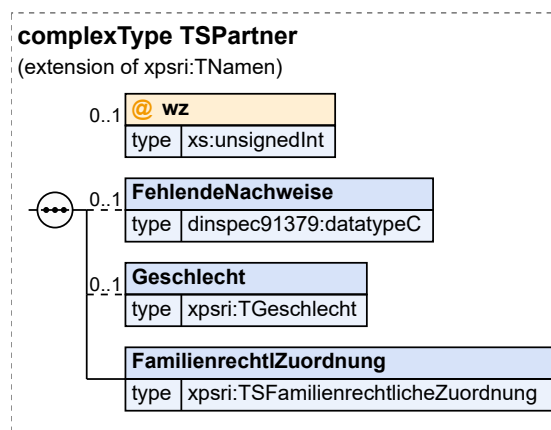 complexType TSPartner
(extension of xpsri:TNamen)
0..1 @ wz
type xs:unsignedInt
0..1 FehlendeNachweise
type dinspec91379:datatypeC
0..1 Geschlecht
type xpsri:TGeschlecht
FamilienrechtlZuordnung
type xpsri:TSFamilienrechtlicheZuordnung